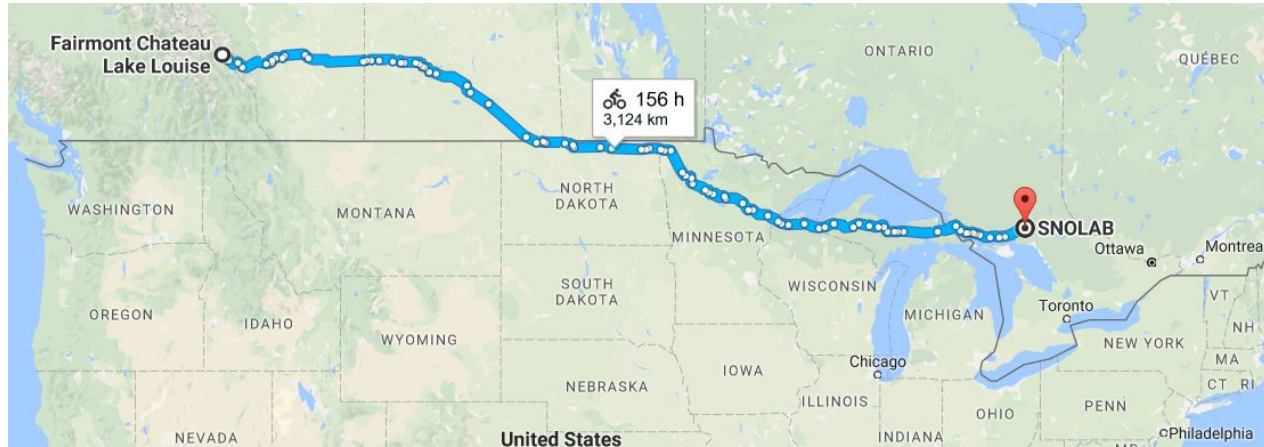 Fairmont Chateau
Lake Louise
ONTARIO
QUÉBEC
156 h
3,124 km
WASHINGTON
MONTANA
NORTH
DAKOTA
MINNESOTA
SNOLAB
Ottawa
Montrea
SOUTH
DAKOTA
WISCONSIN
MICHIGAN
Toronto
VT
NH
OREGON
IDAHO
WYOMING
NEW YORK
MA
CT RI
Chicago
IOWA
NEBRASKA
ILLINOIS
INDIANA
OHIO
PENN
Philadelphia
NEVADA
United States
MD